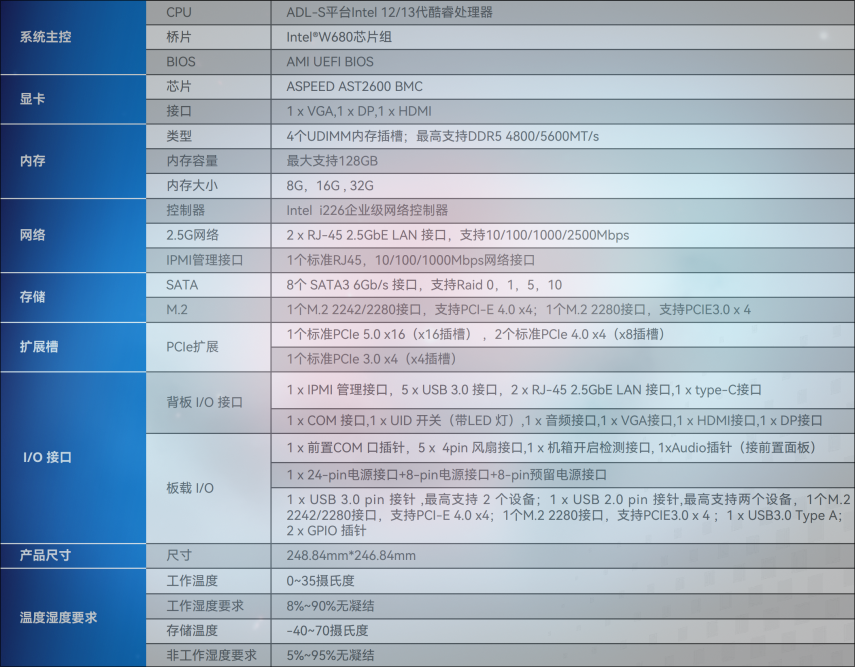 系统主控
CPU
ADL-S平台Intel 12/13代酷睿处理器
桥片
Intel®W680芯片组
BIOS
AMI UEFI BIOS
显卡
芯片
ASPEED AST2600 BMC
接口
1 x VGA,1 x DP,1 x HDMI
内存
类型
4个UDIMM内存插槽；最高支持DDR5 4800/5600MT/s
内存容量
最大支持128GB
内存大小
8G，16G , 32G
网络
控制器
Intel i226企业级网络控制器
2.5G网络
2 x RJ-45 2.5GbE LAN 接口，支持10/100/1000/2500Mbps
IPMI管理接口
1个标准RJ45，10/100/1000Mbps网络接口
存储
SATA
8个 SATA3 6Gb/s 接口，支持Raid 0，1，5，10
M.2
1个M.2 2242/2280接口，支持PCI-E 4.0 x4；1个M.2 2280接口，支持PCIE3.0 x 4
扩展槽
PCIe扩展
1个标准PCIe 5.0 x16（x16插槽），2个标准PCIe 4.0 x4（x8插槽）
1个标准PCIe 3.0 x4（x4插槽）
I/O 接口
背板 I/O 接口
1 x IPMI 管理接口，5 x USB 3.0 接口，2 x RJ-45 2.5GbE LAN 接口,1 x type-C接口
1 x COM 接口,1 x UID 开关（带LED 灯）,1 x 音频接口,1 x VGA接口,1 x HDMI接口,1 x DP接口
板载 I/O
1 x 前置COM 口插针，5 x 4pin 风扇接口,1 x 机箱开启检测接口, 1xAudio插针（接前置面板）
1 x 24-pin电源接口+8-pin电源接口+8-pin预留电源接口
1 x USB 3.0 pin 接针 ,最高支持 2 个设备；1 x USB 2.0 pin 接针,最高支持两个设备，1个M.2
2242/2280接口，支持PCI-E 4.0 x4；1个M.2 2280接口，支持PCIE3.0 x 4；1 x USB3.0 Type A；
2 x GPIO 插针
产品尺寸
尺寸
248.84mm*246.84mm
温度湿度要求
工作温度
0~35摄氏度
工作湿度要求
8%~90%无凝结
存储温度
-40~70摄氏度
非工作湿度要求
5%~95%无凝结